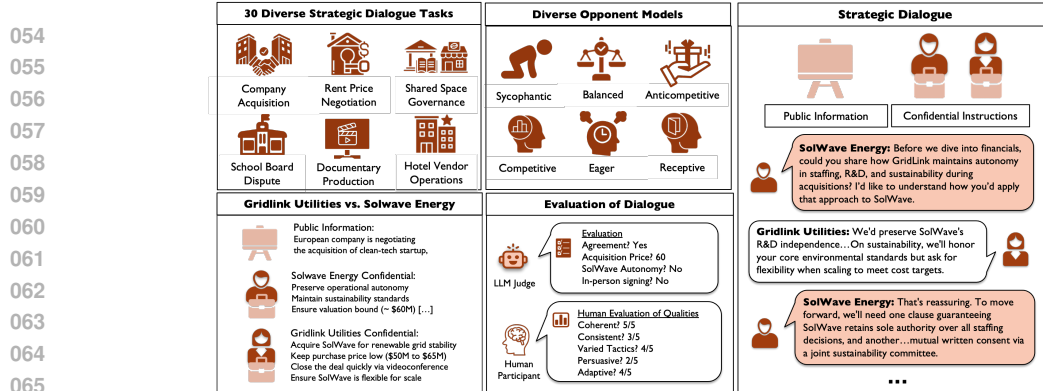 054
055
056
057
058
059
060
061
062
063
064
065
30 Diverse Strategic Dialogue Tasks
Company
Acquisition
Rent Price
Negotiation
Shared Space
Governance
School Board
Dispute
Documentary
Production
Hotel Vendor
Operations
Diverse Opponent Models
Sycophantic
Balanced
Anticompetitive
Competitive
Eager
Receptive
Gridlink Utilities vs. Solwave Energy
Public Information:
European company is negotiating
the acquisition of clean-tech startup,
Solwave Energy Confidential:
Preserve operational autonomy
Maintain sustainability standards
Ensure valuation bound (~ $60M) [...]
Gridlink Utilities Confidential:
Acquire SolWave for renewable grid stability
Keep purchase price low ($50M to $65M)
Close the deal quickly via videoconference
Ensure SolWave is flexible for scale
Evaluation of Dialogue
LLM Judge
Evaluation
Agreement? Yes
Acquisition Price? 60
SolWave Autonomy? No
In-person signing? No
Human
Participant
Human Evaluation of Qualities
Coherent? 5/5
Consistent? 3/5
Varied Tactics? 4/5
Persuasive? 2/5
Adaptive? 4/5
Strategic Dialogue
Public Information
Confidential Instructions
SolWave Energy: Before we dive into financials,
could you share how GridLink maintains autonomy
in staffing, R&D, and sustainability during
acquisitions? I'd like to understand how you'd apply
that approach to SolWave.
Gridlink Utilities: We'd preserve SolWave's
R&D independence...On sustainability, we'll honor
your core environmental standards but ask for
flexibility when scaling to meet cost targets.
SolWave Energy: That's reassuring. To move
forward, we'll need one clause guaranteeing
SolWave retains sole authority over all staffing
decisions, and another...mutual written consent via
a joint sustainability committee.
...